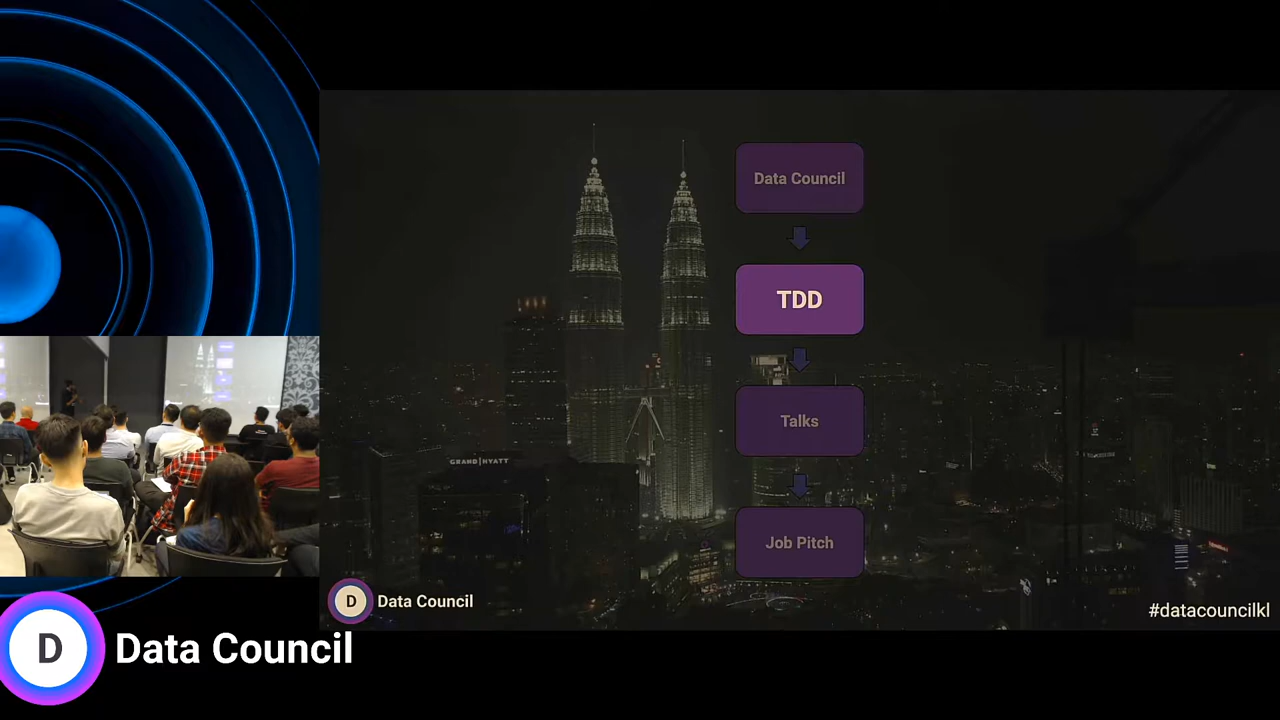 Data Council
TDD
Talks
Job Pitch
GRAND HYATT
D Data Council
#datacouncilkl
D Data Council